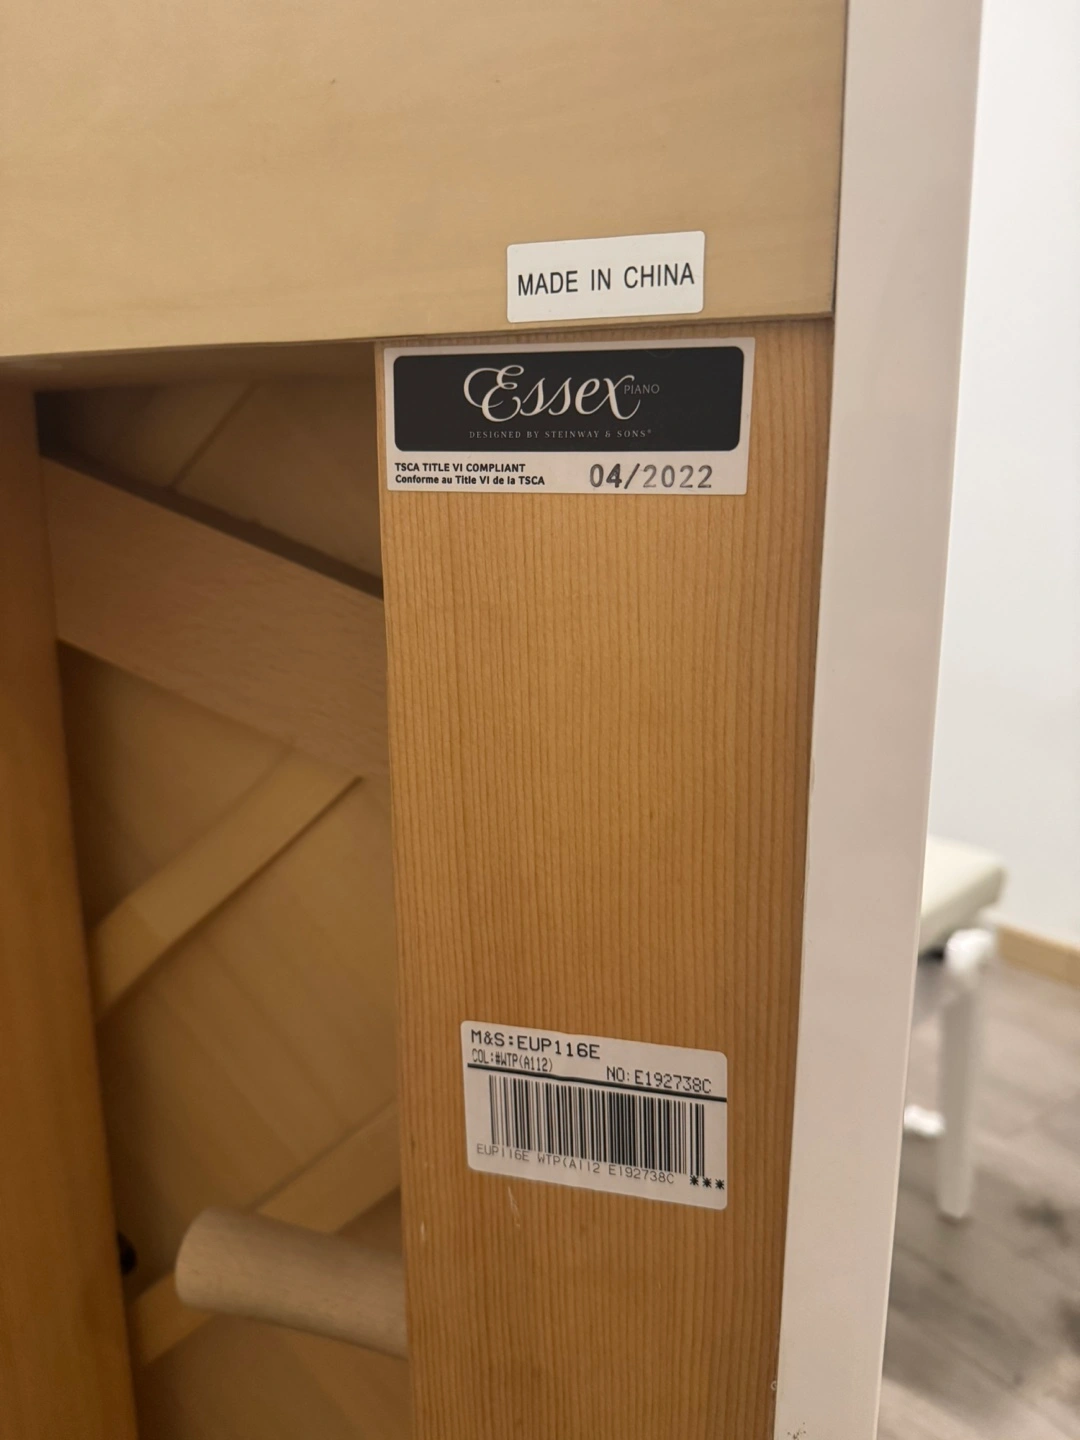 MADE IN CHINA
Essex PIANO
DESIGNED BY STEINWAY & SONS®
TSCA TITLE VI COMPLIANT
Conforme au Title VI de la TSCA
04/2022
M&S:EUP116E
COL:#WTP(A112)
NO:E192738C
EUP116E WTP(A112 E192738C ***